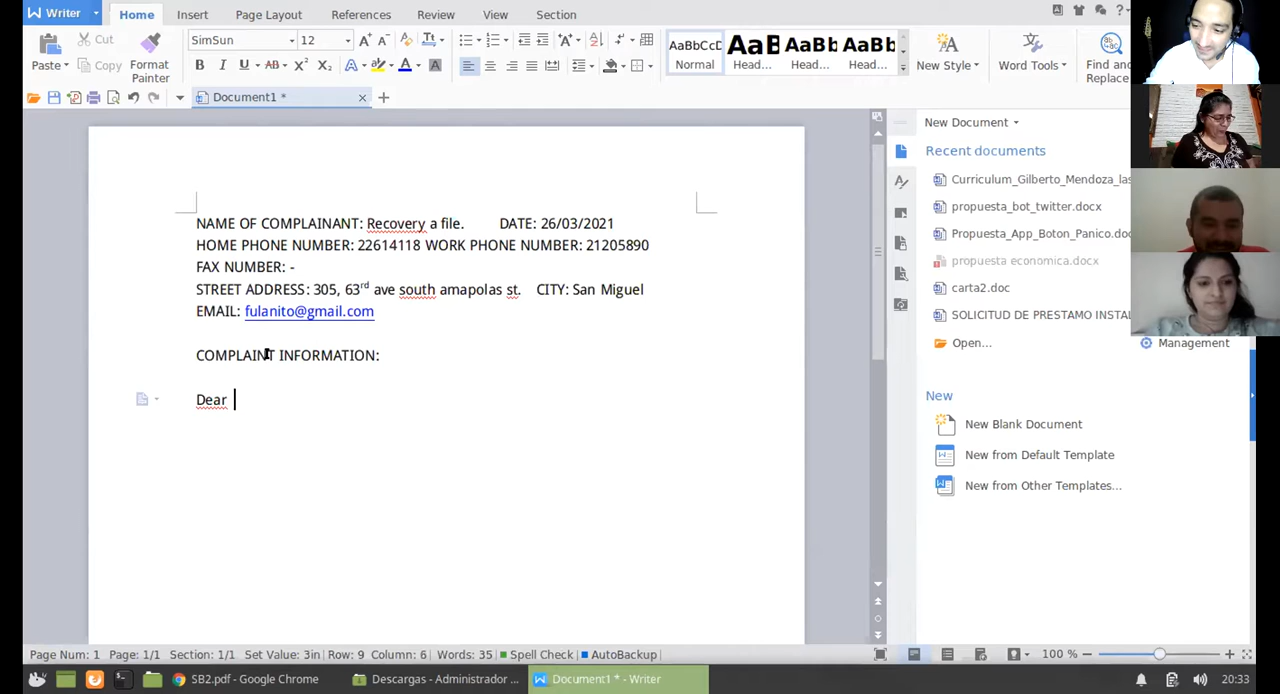 Writer
Home Insert Page Layout References Review View Section
Paste Cut Copy Format Painter
SimSun 12
AaBbCcD AaB AaBb AaBb
Normal Head... Head... Head...
New Style Word Tools Find and Replace
Document1 *
NAME OF COMPLAINANT: Recovery a file. DATE: 26/03/2021
HOME PHONE NUMBER: 22614118 WORK PHONE NUMBER: 21205890
FAX NUMBER: -
STREET ADDRESS: 305, 63rd ave south amapolas st. CITY: San Miguel
EMAIL: fulanito@gmail.com
COMPLAINT INFORMATION:
Dear
New Document
Recent documents
Curriculum_Gilberto_Mendoza_las
propuesta_bot_twitter.docx
Propuesta_App_Boton_Panico.do
propuesta economica.docx
carta2.doc
SOLICITUD DE PRESTAMO INSTAL
Open... Management
New
New Blank Document
New from Default Template
New from Other Templates...
Page Num: 1 Page: 1/1 Section: 1/1 Set Value: 3in Row: 9 Column: 6 Words: 35 Spell Check AutoBackup 100 %
SB2.pdf - Google Chrome Descargas - Administrador ... Document1 * - Writer 20:33